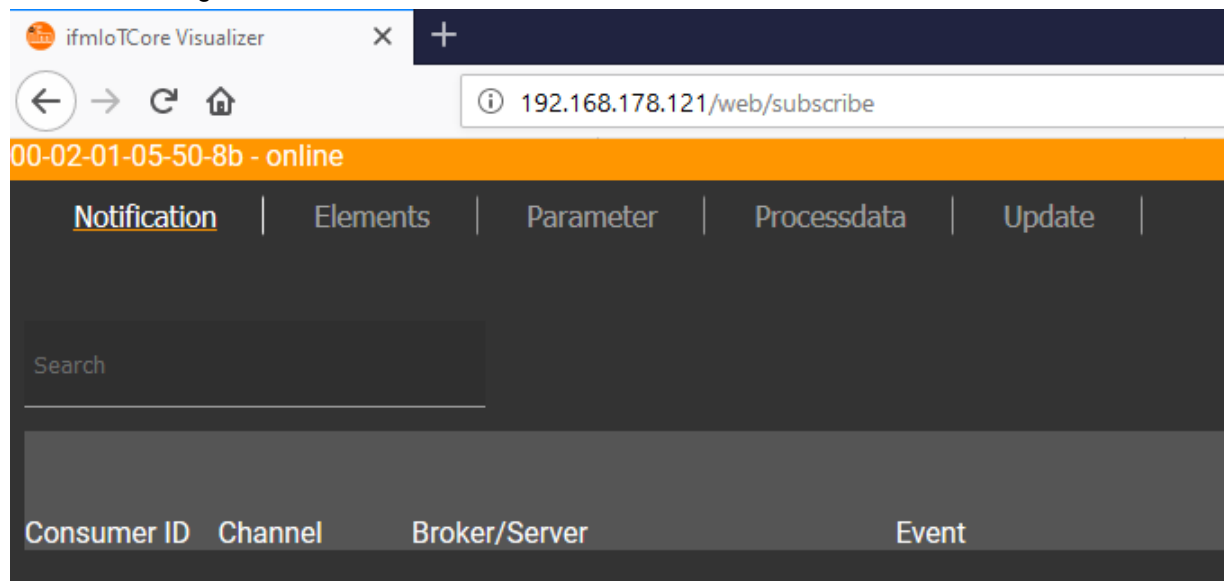 ifmIoTCore Visualizer
192.168.178.121/web/subscribe
00-02-01-05-50-8b - online
Notification Elements Parameter Processdata Update
Search
Consumer ID Channel Broker/Server Event